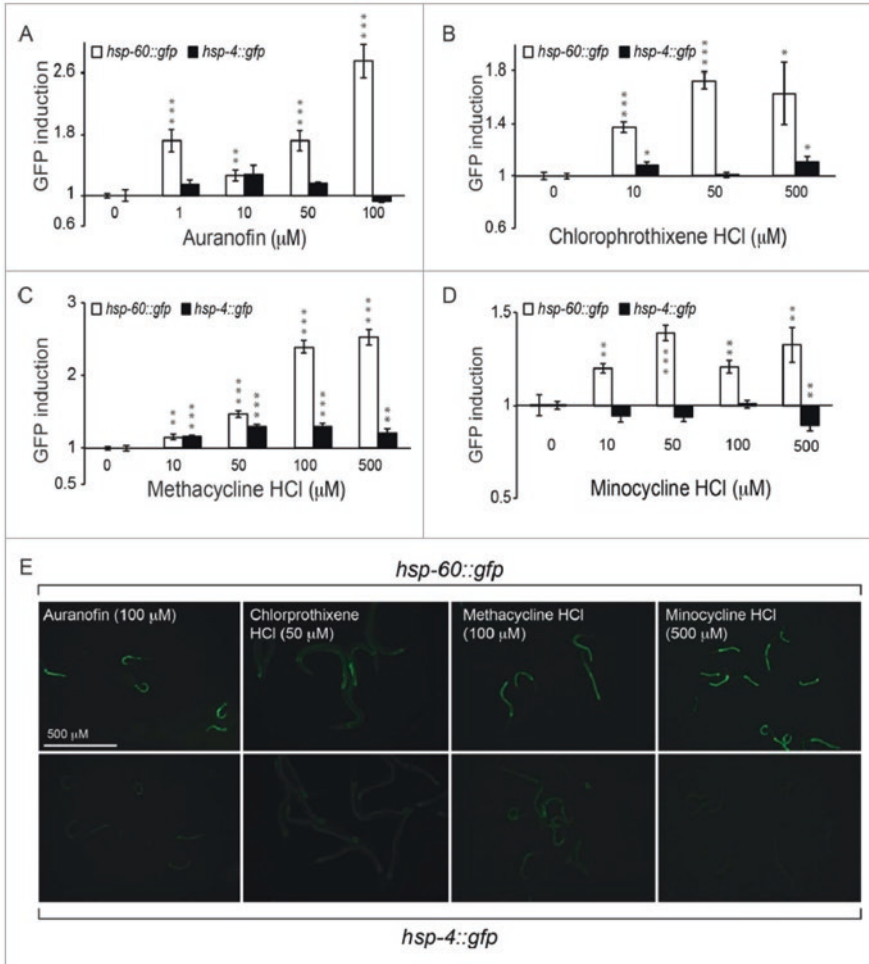 A
hsp-60::gfp hsp-4::gfp
***
***
**
***
***
GFP induction
2.6
1.8
1
0.6
0 1 10 50 100
Auranofin (μM)
B
hsp-60::gfp hsp-4::gfp
***
*
***
*
*
GFP induction
1.8
1.4
1
0.6
0 10 50 500
Chlorophrothixene HCl (μM)
C
hsp-60::gfp hsp-4::gfp
**
***
***
***
***
***
***
**
GFP induction
3
2
1
0.5
0 10 50 100 500
Methacycline HCl (μM)
D
hsp-60::gfp hsp-4::gfp
**
***
**
**
**
GFP induction
1.5
1
0.5
0 10 50 100 500
Minocycline HCl (μM)
E
hsp-60::gfp
Auranofin (100 μM)
500 μM
Chlorprothixene
HCl (50 μM)
Methacycline HCl
(100 μM)
Minocycline HCl
(500 μM)
hsp-4::gfp